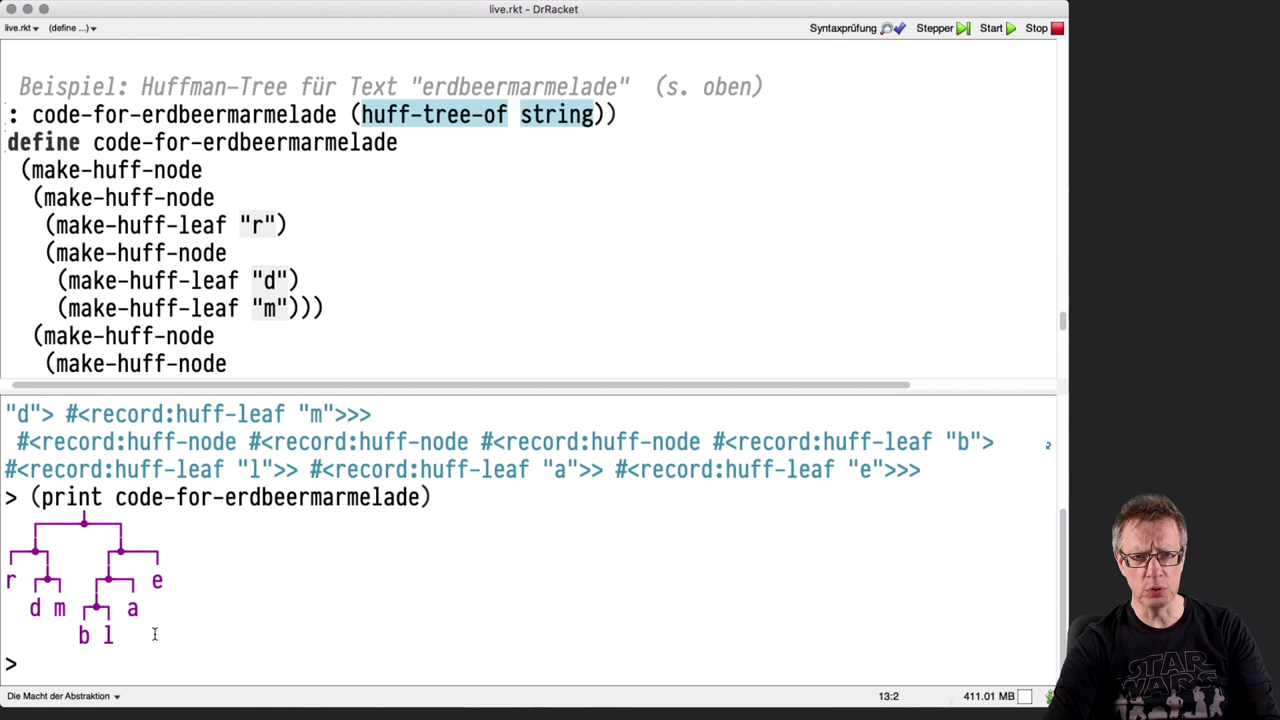 live.rkt - DrRacket
live.rkt (define ...) Syntaxprüfung Stepper Start Stop
Beispiel: Huffman-Tree für Text "erdbeermarmelade" (s. oben)
: code-for-erdbeermarmelade (huff-tree-of string))
define code-for-erdbeermarmelade
(make-huff-node
(make-huff-node
(make-huff-leaf "r")
(make-huff-node
(make-huff-leaf "d")
(make-huff-leaf "m")))
(make-huff-node
(make-huff-node
"d"> #<record:huff-leaf "m">>>
#<record:huff-node #<record:huff-node #<record:huff-node #<record:huff-leaf "b">
#<record:huff-leaf "l">> #<record:huff-leaf "a">> #<record:huff-leaf "e">>>
> (print code-for-erdbeermarmelade)
r e
d m a
b l
>
Die Macht der Abstraktion 13:2 411.01 MB
STAR
WARS